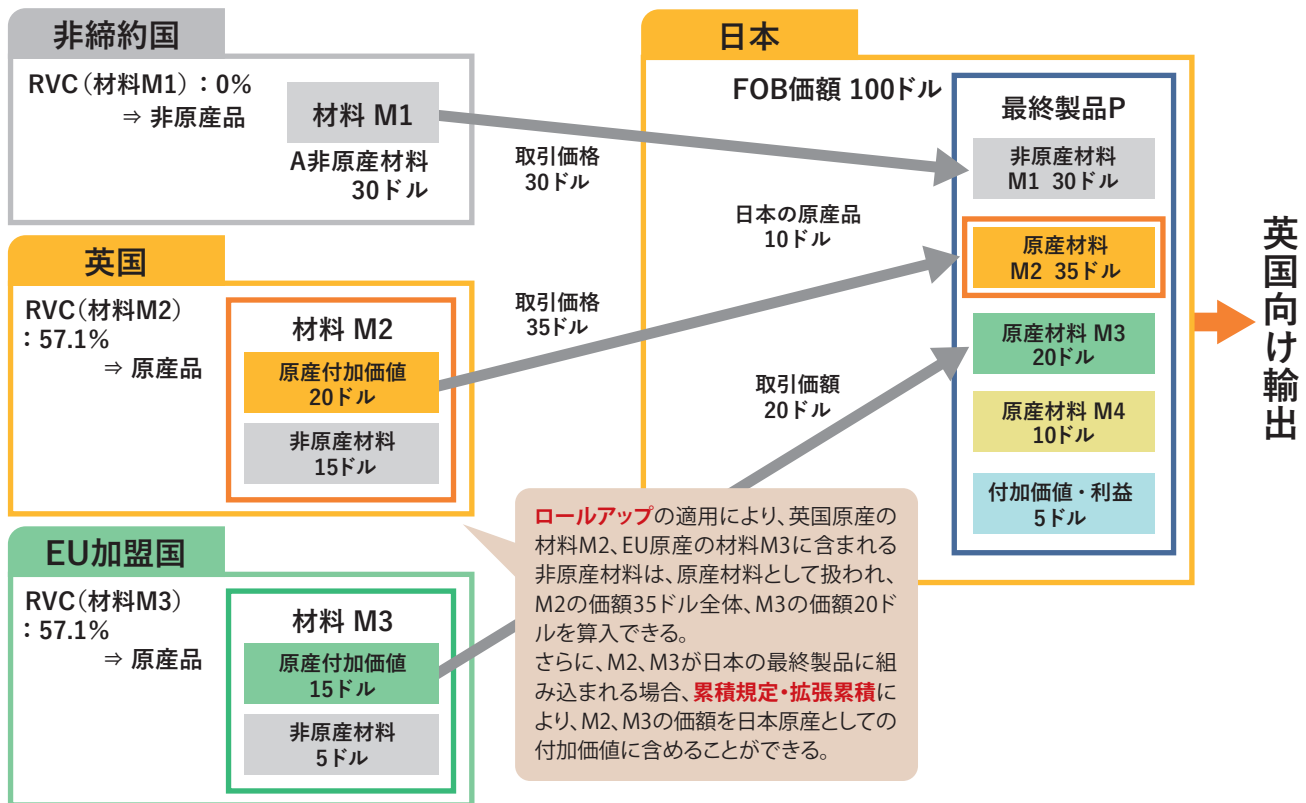 非締約国
RVC(材料M1):0%
⇒ 非原産品
材料 M1
A非原産材料
30ドル
取引価格
30ドル
英国
RVC(材料M2)
:57.1%
⇒ 原産品
材料 M2
原産付加価値
20ドル
非原産材料
15ドル
取引価格
35ドル
EU加盟国
RVC(材料M3)
:57.1%
⇒ 原産品
材料 M3
原産付加価値
15ドル
非原産材料
5ドル
日本の原産品
10ドル
取引価額
20ドル
日本
FOB価額 100ドル
最終製品P
非原産材料
M1 30ドル
原産材料
M2 35ドル
原産材料 M3
20ドル
原産材料 M4
10ドル
付加価値・利益
5ドル
英国向け輸出
ロールアップの適用により、英国原産の
材料M2、EU原産の材料M3に含まれる
非原産材料は、原産材料として扱われ、
M2の価額35ドル全体、M3の価額20ド
ルを算入できる。
さらに、M2、M3が日本の最終製品に組
み込まれる場合、累積規定・拡張累積に
より、M2、M3の価額を日本原産としての
付加価値に含めることができる。